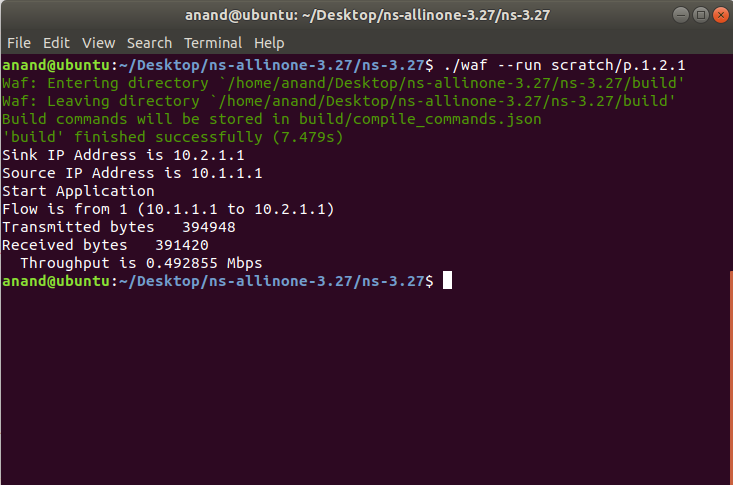 anand@ubuntu: ~/Desktop/ns-allinone-3.27/ns-3.27
File Edit View Search Terminal Help
anand@ubuntu:~/Desktop/ns-allinone-3.27/ns-3.27$ ./waf --run scratch/p.1.2.1
Waf: Entering directory `/home/anand/Desktop/ns-allinone-3.27/ns-3.27/build'
Waf: Leaving directory `/home/anand/Desktop/ns-allinone-3.27/ns-3.27/build'
Build commands will be stored in build/compile_commands.json
'build' finished successfully (7.479s)
Sink IP Address is 10.2.1.1
Source IP Address is 10.1.1.1
Start Application
Flow is from 1 (10.1.1.1 to 10.2.1.1)
Transmitted bytes   394948
Received bytes   391420
  Throughput is 0.492855 Mbps
anand@ubuntu:~/Desktop/ns-allinone-3.27/ns-3.27$